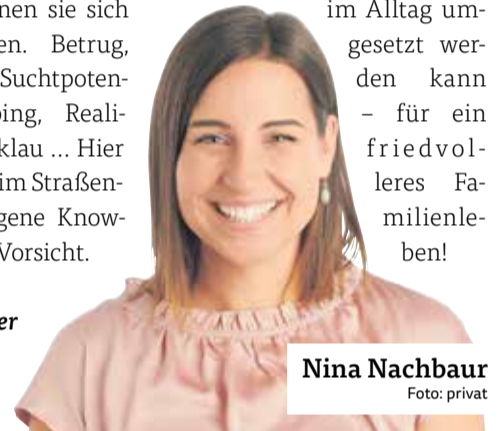 nen sie sich
en. Betrug,
Suchtpoten-
ping, Reali-
klau ... Hier
im Straßen-
gene Know-
Vorsicht.
er
im Alltag um-
gesetzt wer-
den kann
– für ein
friedvol-
leres Fa-
milienle-
ben!
Nina Nachbaur
Foto: privat